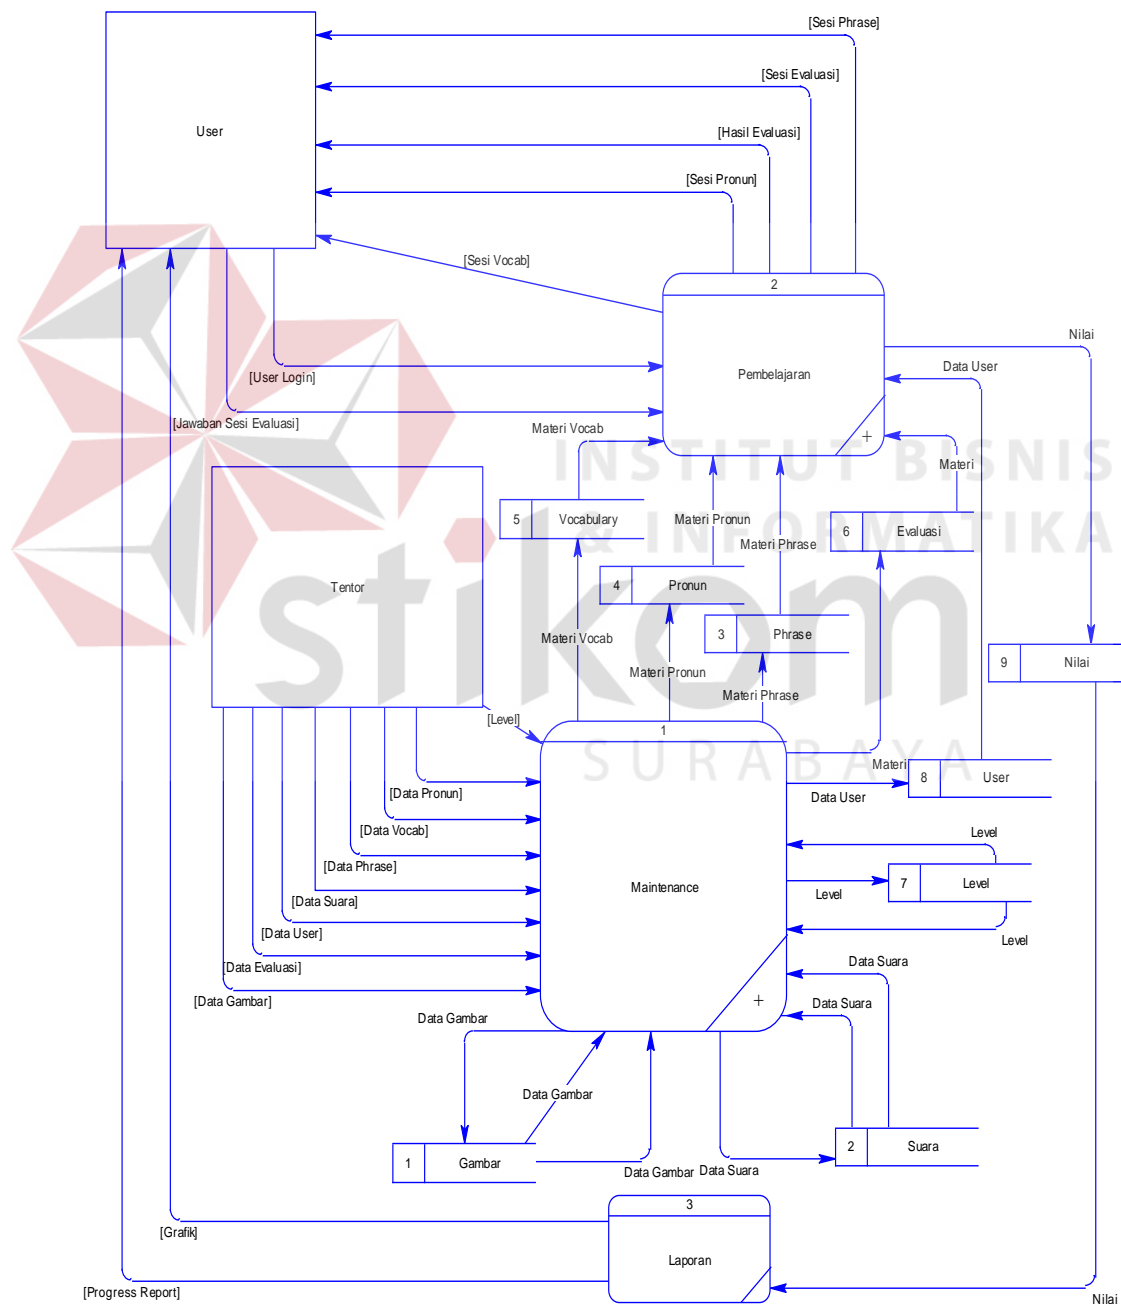 [Sesi Phrase]
User
[Sesi Evaluasi]
[Hasil Evaluasi]
[Sesi Pronun]
[Sesi Vocab]
2
Pembelajaran
+
Nilai
Data User
[User Login]
[Jawaban Sesi Evaluasi]
Materi Vocab
Materi
INSTITUT BISNIS
& INFORMATIKA
stikom
SURABAYA
5 Vocabulary
Materi Pronun
Materi Phrase
6 Evaluasi
Tentor
4 Pronun
3 Phrase
Materi Vocab
Materi Pronun
Materi Phrase
9 Nilai
[Level]
1
Maintenance
+
Materi
8 User
Data User
[Data Pronun]
[Data Vocab]
[Data Phrase]
[Data Suara]
[Data User]
[Data Evaluasi]
[Data Gambar]
Level
7 Level
Level
Level
Data Suara
Data Suara
Data Gambar
Data Gambar
1 Gambar
Data Gambar
Data Suara
2 Suara
3
Laporan
[Grafik]
[Progress Report]
Nilai